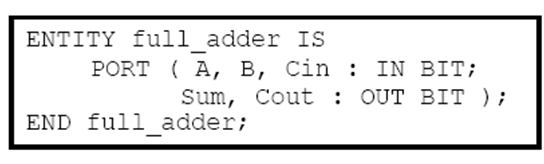 ENTITY full_adder IS
PORT ( A, B, Cin : IN BIT;
Sum, Cout : OUT BIT );
END full_adder;